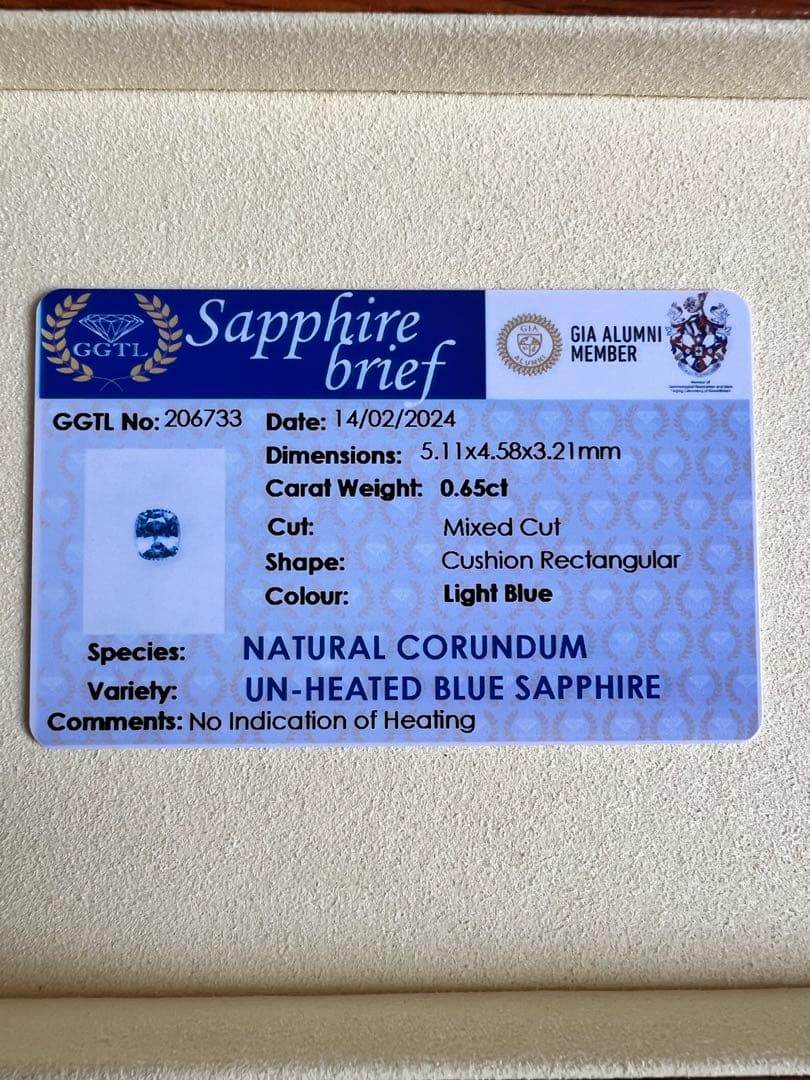 GGTL
Sapphire
brief
GIA
ALUMNI
GIA ALUMNI
MEMBER
GGTL No: 206733 Date: 14/02/2024
Dimensions: 5.11x4.58x3.21mm
Carat Weight: 0.65ct
Cut: Mixed Cut
Shape: Cushion Rectangular
Colour: Light Blue
Species: NATURAL CORUNDUM
Variety: UN-HEATED BLUE SAPPHIRE
Comments: No Indication of Heating